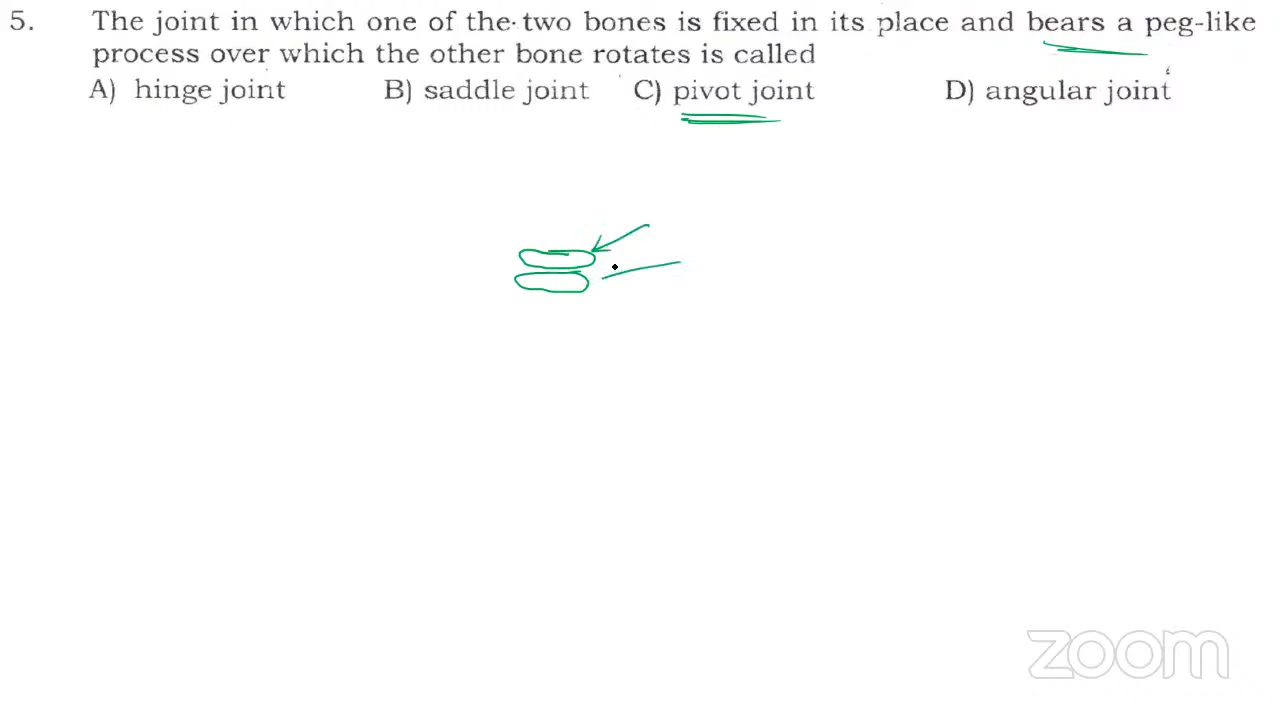 5. The joint in which one of the two bones is fixed in its place and bears a peg-like
process over which the other bone rotates is called
A) hinge joint B) saddle joint C) pivot joint D) angular joint
zoom